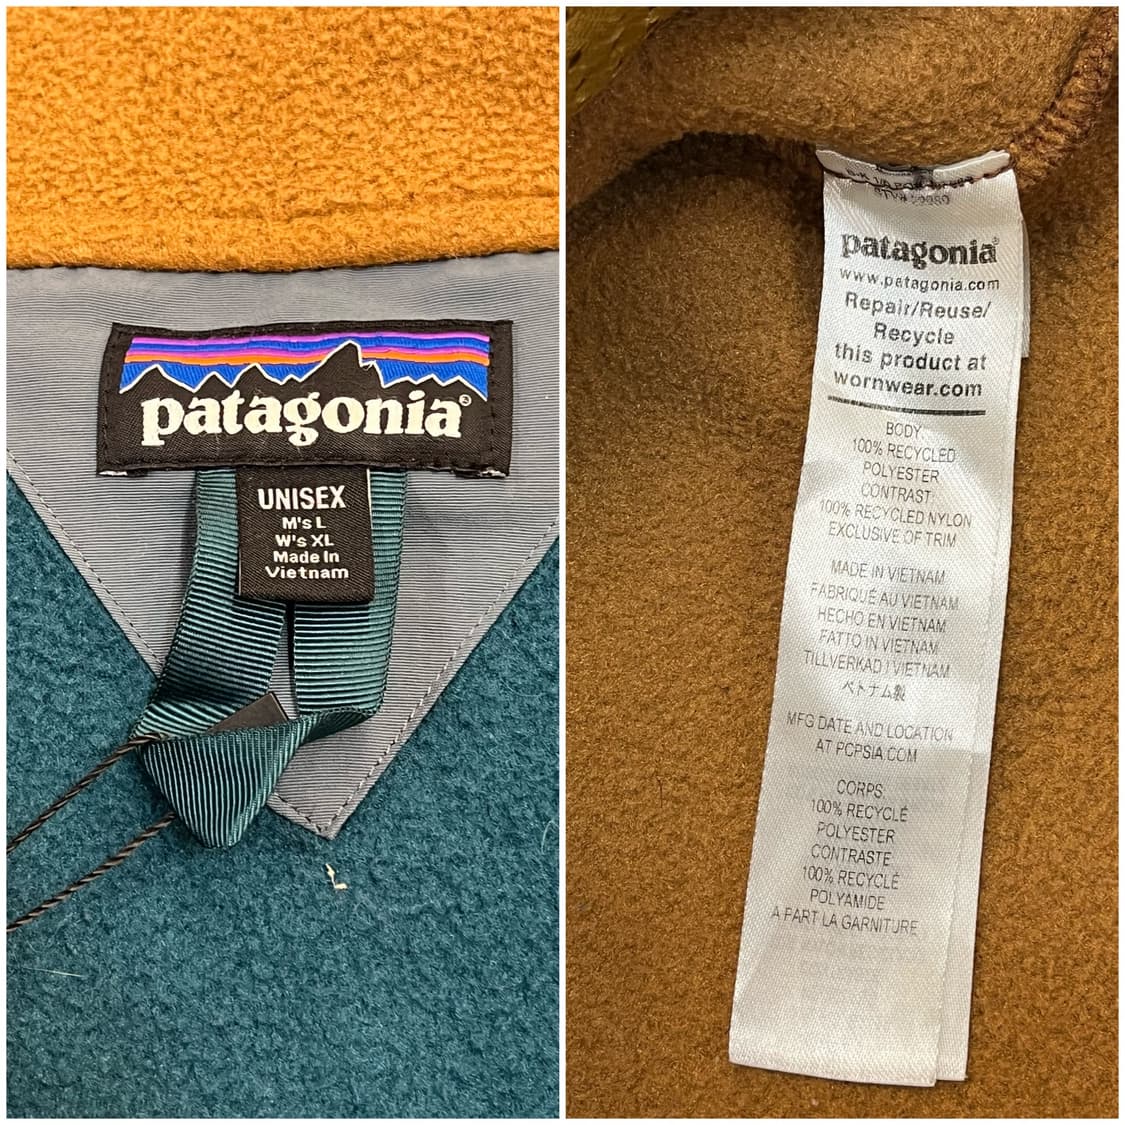 patagonia®
UNISEX
M's L
W's XL
Made In
Vietnam
patagonia®
www.patagonia.com
Repair/Reuse/
Recycle
this product at
wornwear.com
BODY:
100% RECYCLED
POLYESTER
CONTRAST:
100% RECYCLED NYLON
EXCLUSIVE OF TRIM
MADE IN VIETNAM
FABRIQUÉ AU VIETNAM
HECHO EN VIETNAM
FATTO IN VIETNAM
TILLVERKAD I VIETNAM
ベトナム製
MFG DATE AND LOCATION
AT PCPSIA.COM
CORPS:
100% RECYCLÉ
POLYESTER
CONTRASTE:
100% RECYCLÉ
POLYAMIDE
A PART LA GARNITURE